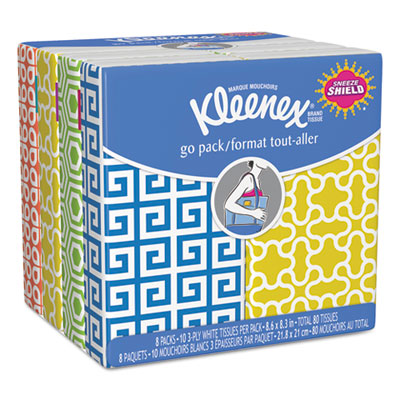 MARQUE MOUCHOIRS
Kleenex®
BRAND
TISSUE
SNEEZE
SHIELD
go pack/format tout-aller
8 PACKS - 10 3-PLY WHITE TISSUES PER PACK - 8.6 x 8.3 in - TOTAL 80 TISSUES
8 PAQUETS - 10 MOUCHOIRS BLANCS 3 ÉPAISSEURS PAR PAQUET - 21.8 x 21 cm - 80 MOUCHOIRS AU TOTAL